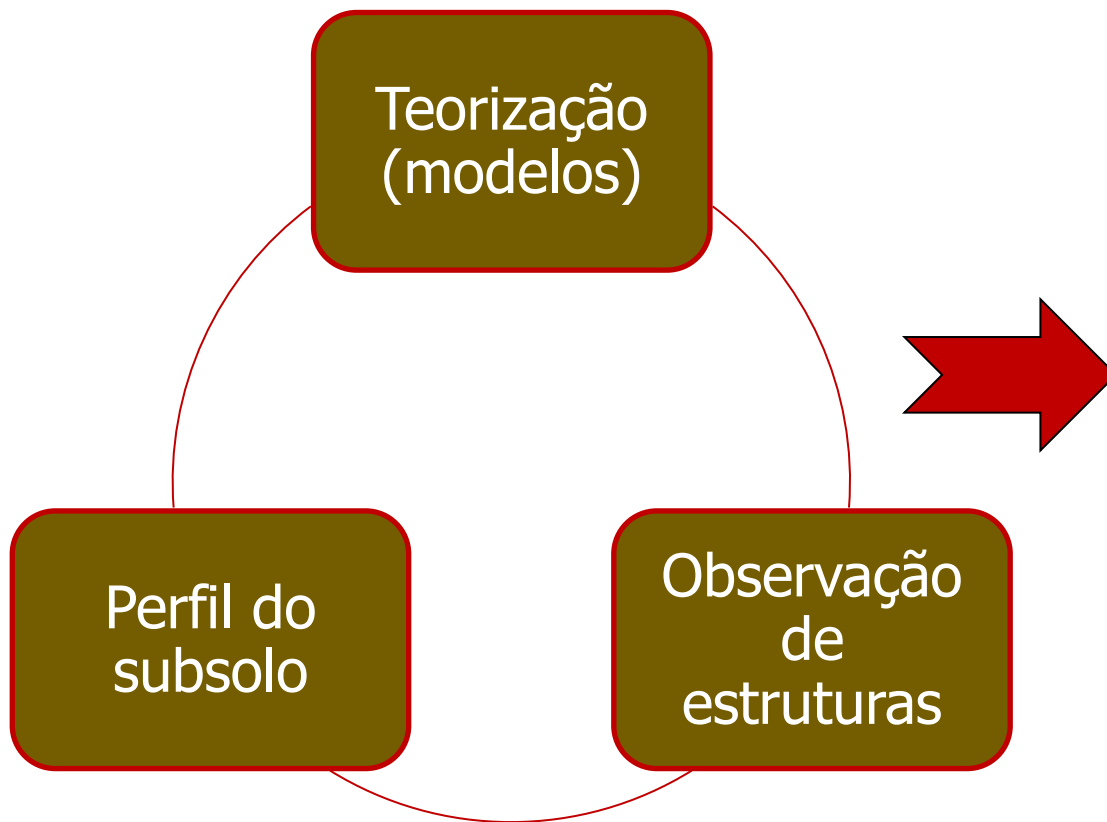 Teorização
(modelos)
Perfil do
subsolo
Observação
de
estruturas